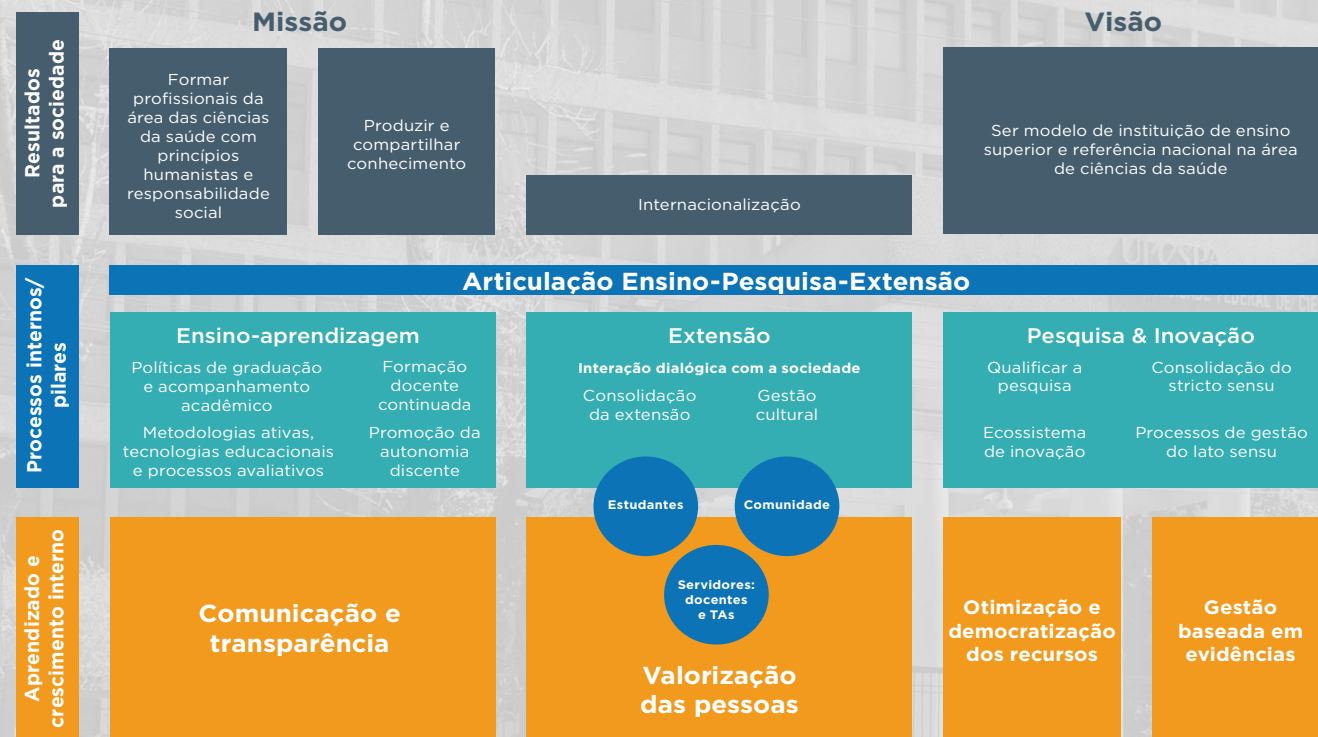 Missão
Visão
Resultados
para a sociedade
Formar
profissionais da
área das ciências
da saúde com
princípios
humanistas e
responsabilidade
social
Produzir e
compartilhar
conhecimento
Internacionalização
Ser modelo de instituição de ensino
superior e referência nacional na área
de ciências da saúde
Processos internos/
pilares
Articulação Ensino-Pesquisa-Extensão
Ensino-aprendizagem
Políticas de graduação
e acompanhamento
acadêmico
Formação
docente
continuada
Metodologias ativas,
tecnologias educacionais
e processos avaliativos
Promoção da
autonomia
discente
Extensão
Interação dialógica com a sociedade
Consolidação
da extensão
Gestão
cultural
Pesquisa & Inovação
Qualificar a
pesquisa
Consolidação do
stricto sensu
Ecossistema
de inovação
Processos de gestão
do lato sensu
Estudantes
Comunidade
Servidores:
docentes
e TAs
Aprendizado e
crescimento interno
Comunicação e
transparência
Valorização
das pessoas
Otimização e
democratização
dos recursos
Gestão
baseada em
evidências